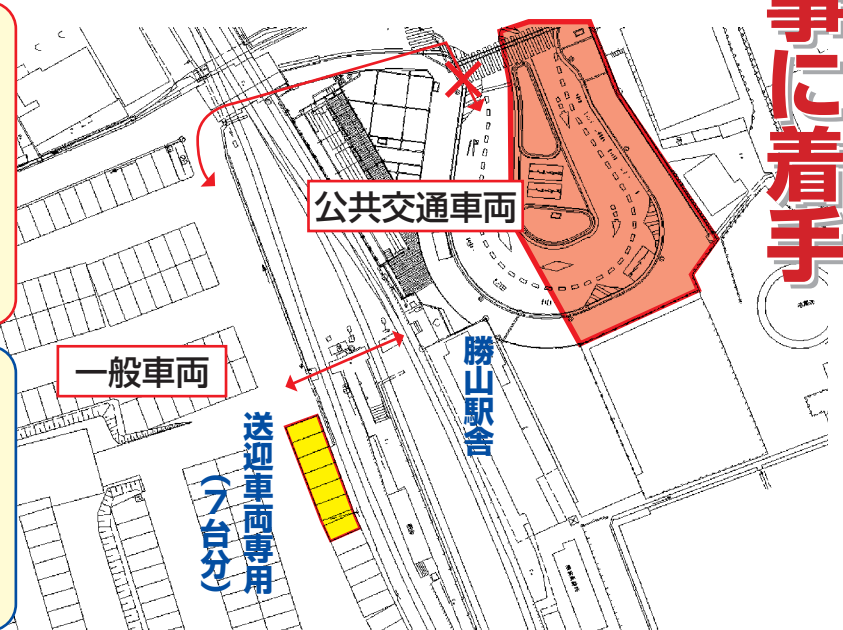 事に着手
公共交通車両
一般車両
勝山駅舎
送迎車両専用
(7台分)